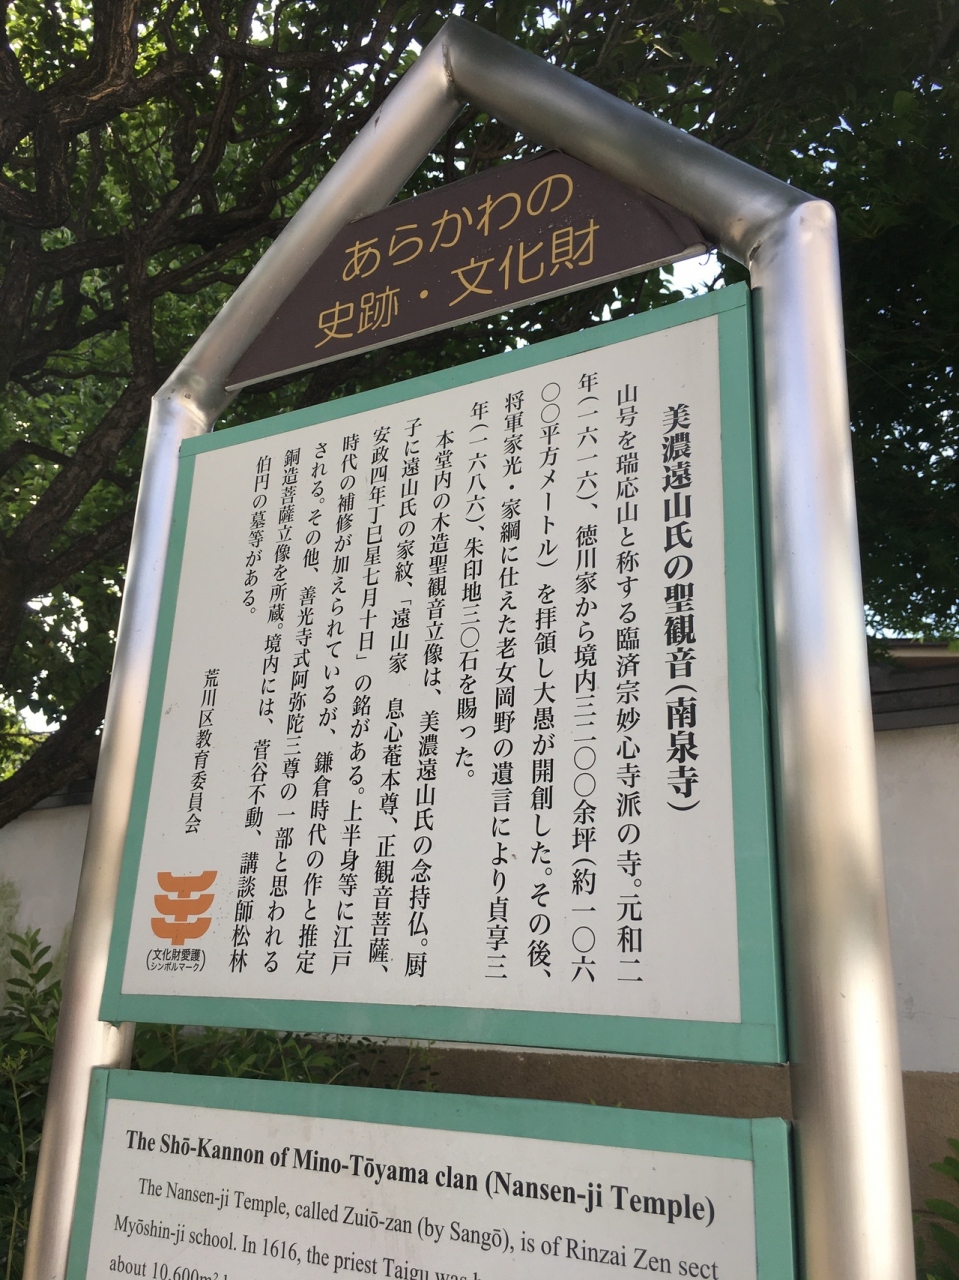 あらかわの
史跡・文化財
美濃遠山氏の聖観音(南泉寺)
山号を瑞応山と称する臨済宗妙心寺派の寺。元和二
年(一六一六)、徳川家から境内三二〇〇余坪(約一〇六
〇〇平方メートル)を拝領し大愚が開創した。その後、
将軍家光・家綱に仕えた老女岡野の遺言により貞享三
年(一六八六)、朱印地三〇石を賜った。
本堂内の木造聖観音立像は、美濃遠山氏の念持仏。厨
子に遠山氏の家紋、「遠山家 息心菴本尊、正観音菩薩、
安政四年丁巳星七月十日」の銘がある。上半身等に江戸
時代の補修が加えられているが、鎌倉時代の作と推定
される。その他、善光寺式阿弥陀三尊の一部と思われる
銅造菩薩立像を所蔵。境内には、菅谷不動、講談師松林
伯円の墓等がある。
荒川区教育委員会
(文化財愛護
シンボルマーク)
The Shō-Kannon of Mino-Tōyama clan (Nansen-ji Temple)
The Nansen-ji Temple, called Zuiō-zan (by Sangō), is of Rinzai Zen sect
Myōshin-ji school. In 1616, the priest Taigu was
about 10,600m²